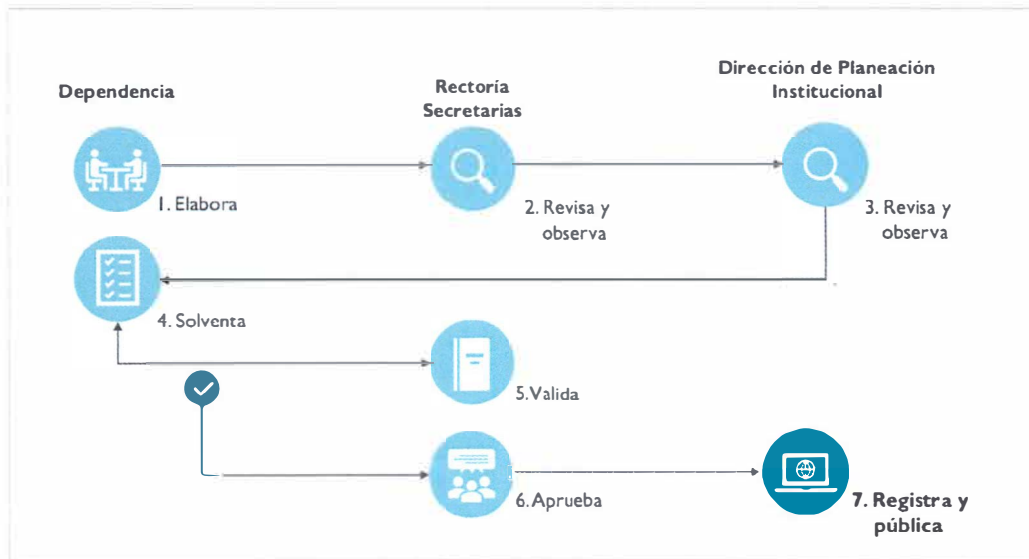 Dependencia
Rectoría
Secretarias
Dirección de Planeación
Institucional
1. Elabora
2. Revisa y
observa
3. Revisa y
observa
4. Solventa
5.Valida
6.Aprueba
7. Registra y
pública